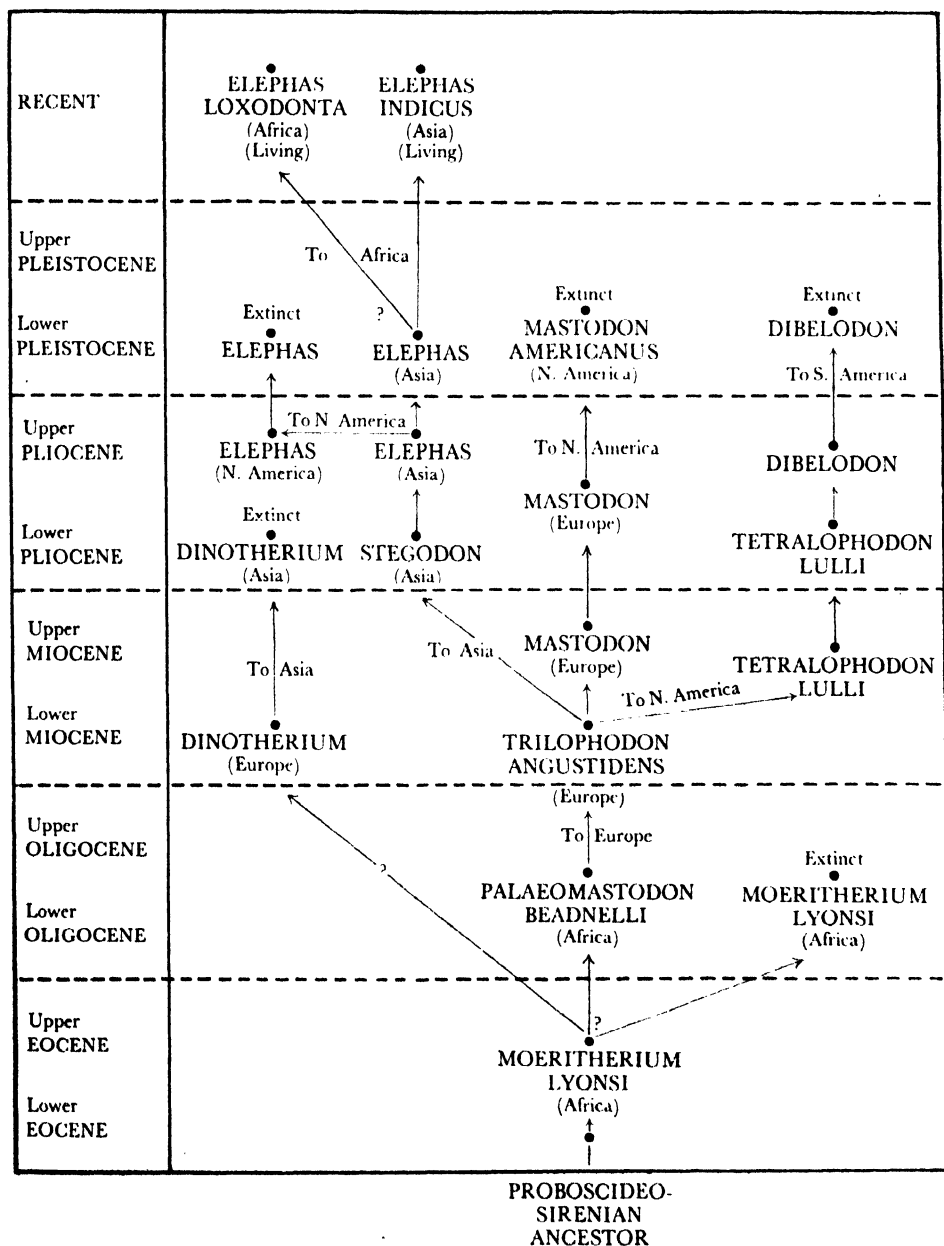 RECENT
ELEPHAS
LOXODONTA
(Africa)
(Living)
ELEPHAS
INDICUS
(Asia)
(Living)
Upper
PLEISTOCENE
To Africa
?
Lower
PLEISTOCENE
Extinct
ELEPHAS
ELEPHAS
(Asia)
Extinct
MASTODON
AMERICANUS
(N. America)
Extinct
DIBELODON
To S. America
Upper
PLIOCENE
To N. America
ELEPHAS
(N. America)
ELEPHAS
(Asia)
To N. America
MASTODON
(Europe)
DIBELODON
Lower
PLIOCENE
Extinct
DINOTHERIUM
(Asia)
STEGODON
(Asia)
TETRALOPHODON
LULLI
Upper
MIOCENE
To Asia
To Asia
MASTODON
(Europe)
TETRALOPHODON
LULLI
To N. America
Lower
MIOCENE
DINOTHERIUM
(Europe)
TRILOPHODON
ANGUSTIDENS
(Europe)
Upper
OLIGOCENE
?
To Europe
Lower
OLIGOCENE
PALAEOMASTODON
BEADNELLI
(Africa)
Extinct
MOERITHERIUM
LYONSI
(Africa)
Upper
EOCENE
?
MOERITHERIUM
LYONSI
(Africa)
Lower
EOCENE
PROBOSCIDEO-
SIRENIAN
ANCESTOR